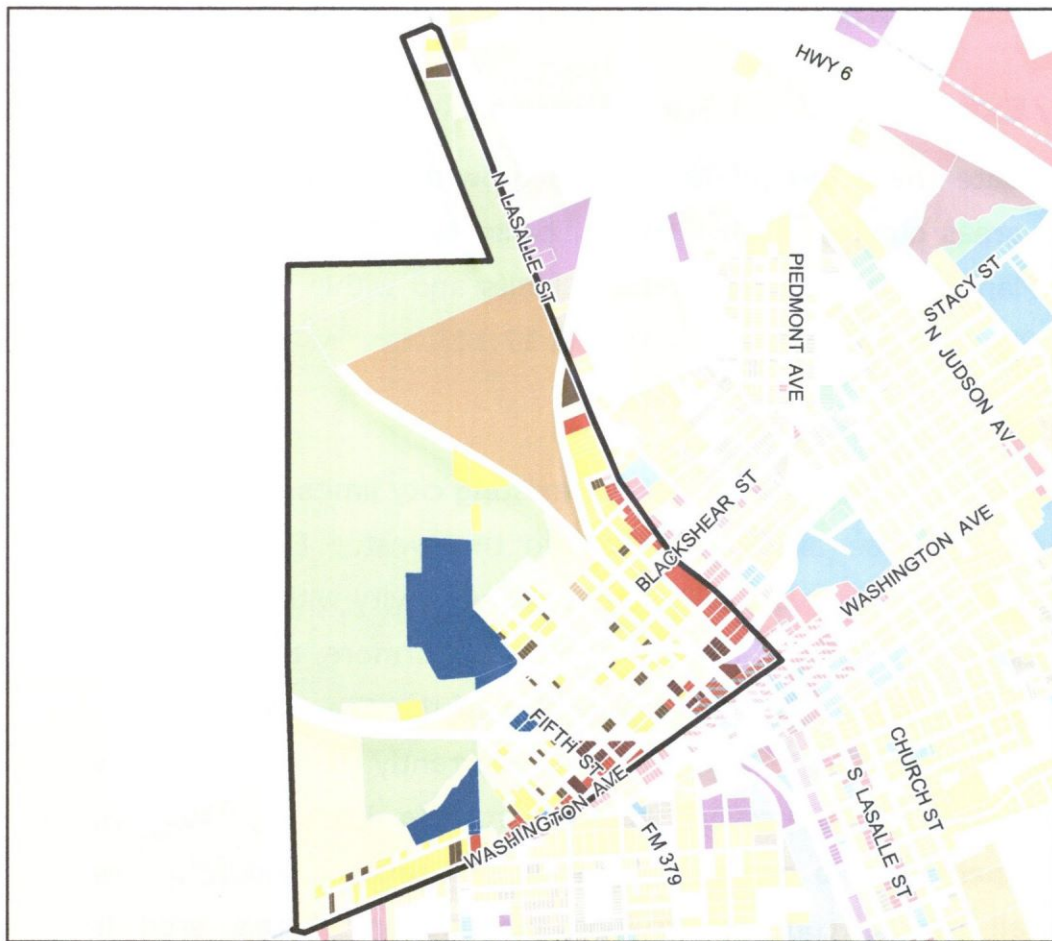 HWY 6
N LASALLE ST
PIEDMONT AVE
STACY ST
N JUDSON AV
S
BLACKSHEAR ST
WASHINGTON AVE
FIFTH ST
WASHINGTON AVE
FM 379
S LASALLE ST
CHURCH ST